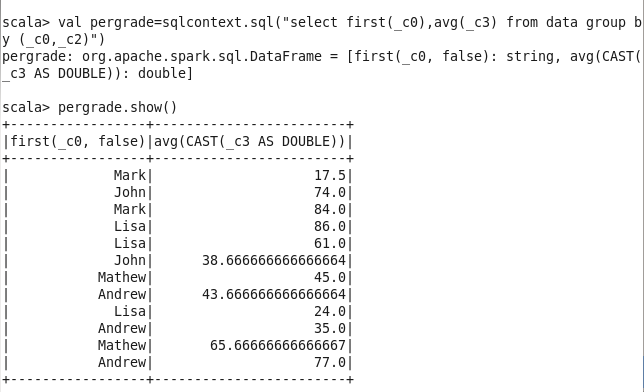 scala> val pergrade=sqlcontext.sql("select first(_c0),avg(_c3) from data group b
y (_c0,_c2)")
pergrade: org.apache.spark.sql.DataFrame = [first(_c0, false): string, avg(CAST(
_c3 AS DOUBLE)): double]
scala> pergrade.show()
+-----------------+-----------------------+
|first(_c0, false)|avg(CAST(_c3 AS DOUBLE))|
+-----------------+-----------------------+
|             Mark|                    17.5|
|             John|                    74.0|
|             Mark|                    84.0|
|             Lisa|                    86.0|
|             Lisa|                    61.0|
|             John|      38.666666666666664|
|           Mathew|                    45.0|
|           Andrew|      43.666666666666664|
|             Lisa|                    24.0|
|           Andrew|                    35.0|
|           Mathew|       65.66666666666667|
|           Andrew|                    77.0|
+-----------------+-----------------------+